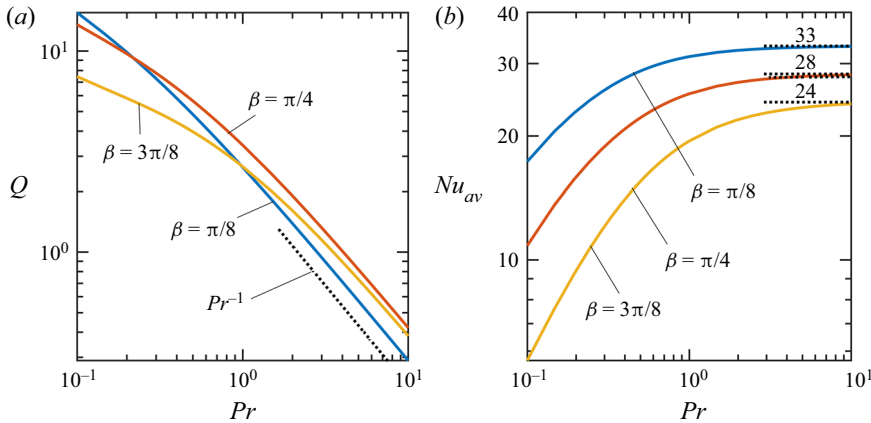 (a)
10¹
10⁰
Q
β = π/4
β = 3π/8
β = π/8
Pr⁻¹
10⁻¹
10⁰
10¹
Pr
(b)
40
30
20
10
Nu_av
33
28
24
β = π/8
β = π/4
β = 3π/8
10⁻¹
10⁰
10¹
Pr